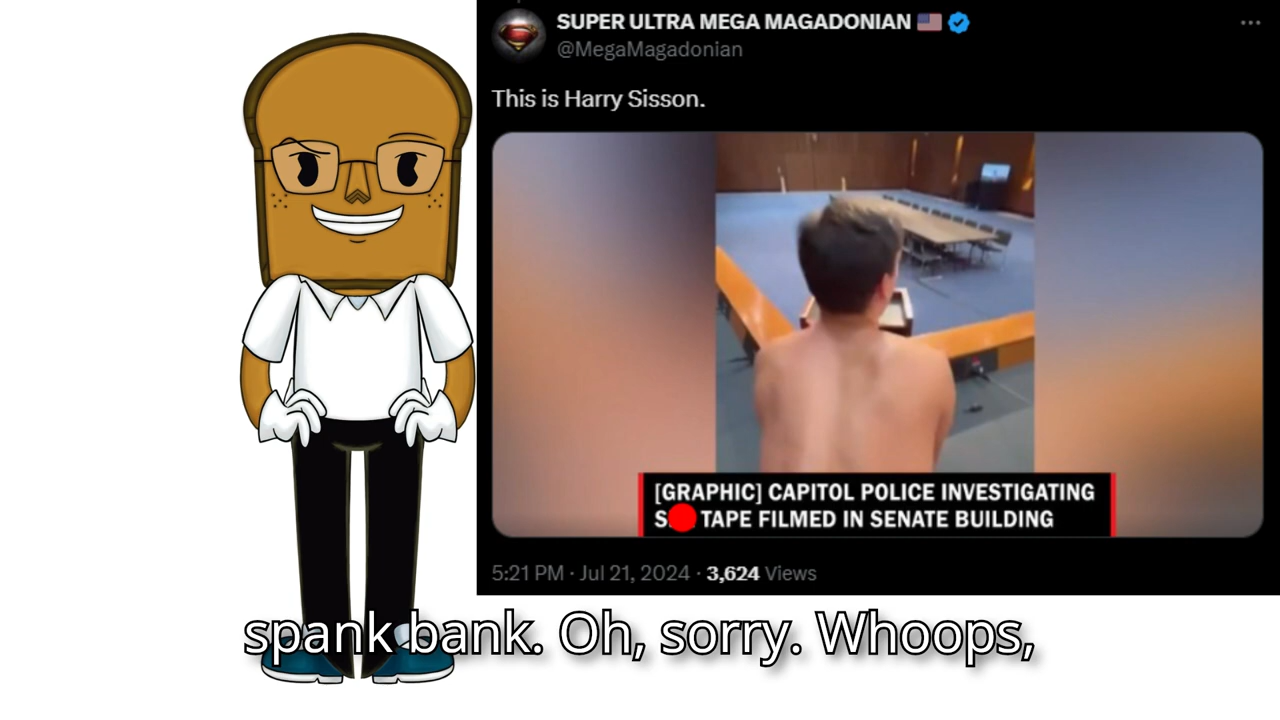 SUPER ULTRA MEGA MAGADONIAN
@MegaMagadonian
This is Harry Sisson.
[GRAPHIC] CAPITOL POLICE INVESTIGATING
S TAPE FILMED IN SENATE BUILDING
5:21 PM · Jul 21, 2024 · 3,624 Views
spank bank. Oh, sorry. Whoops,